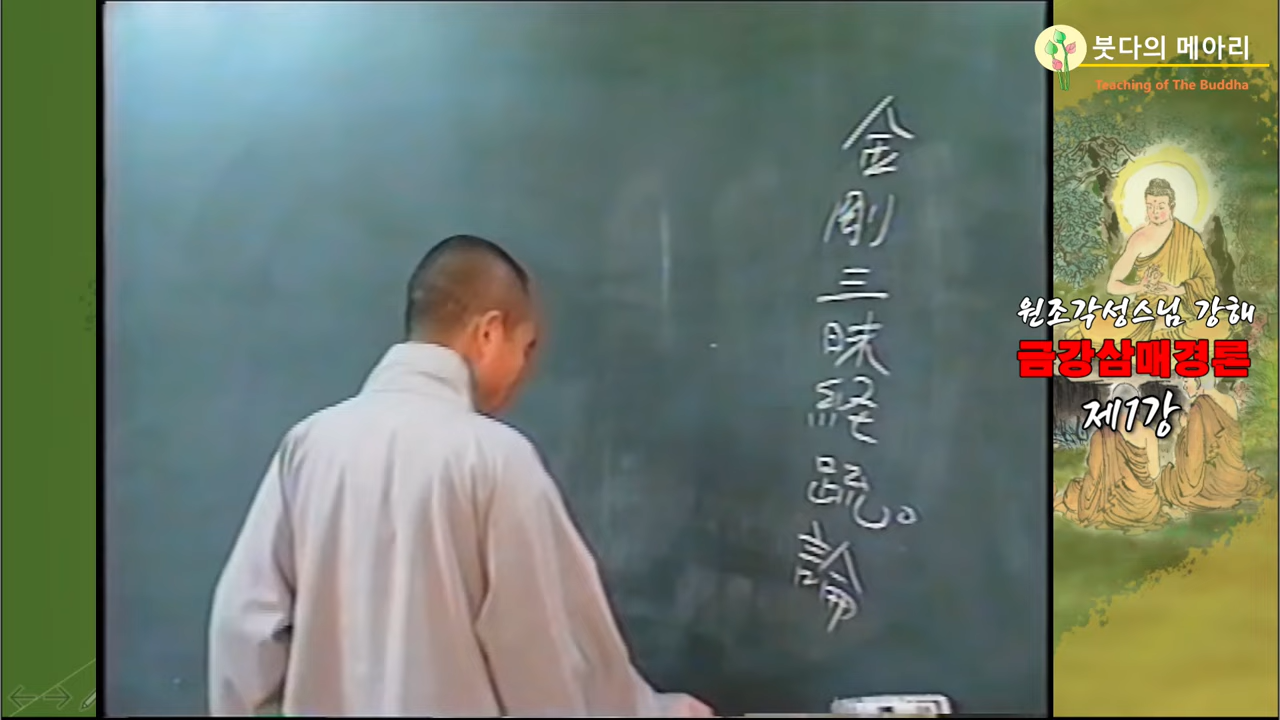 金剛三昧経疏。論
붓다의 메아리
Teaching of The Buddha
원조각성스님 강해
금강삼매경론
제1강